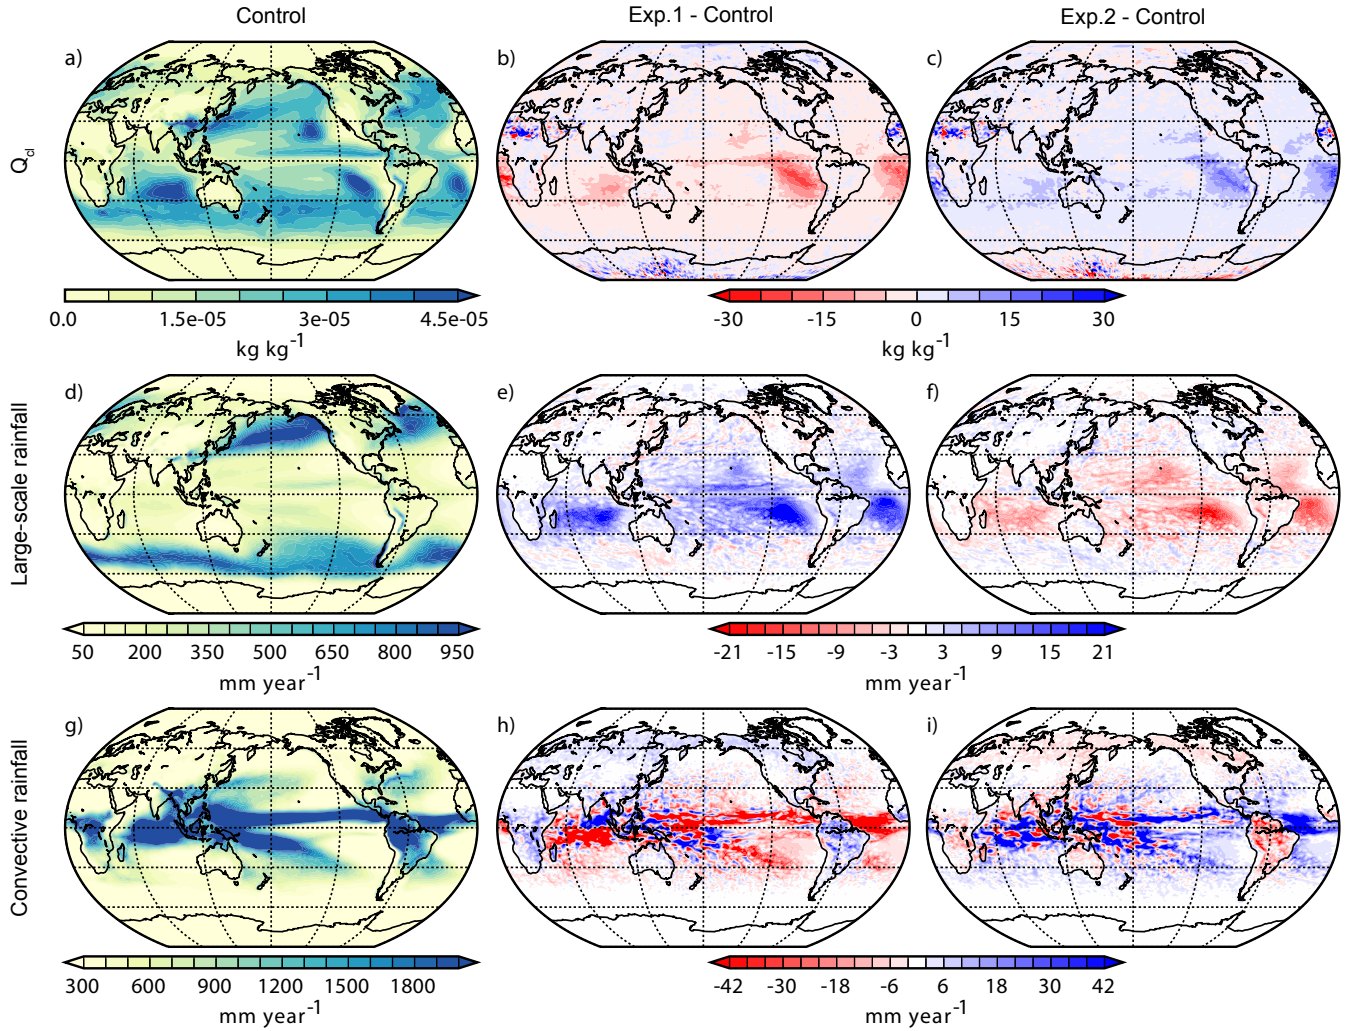 Control
Exp.1 - Control
Exp.2 - Control
a)
b)
c)
Q_cl
0.0 1.5e-05 3e-05 4.5e-05
kg kg⁻¹
-30 -15 0 15 30
kg kg⁻¹
d)
e)
f)
Large-scale rainfall
50 200 350 500 650 800 950
mm year⁻¹
-21 -15 -9 -3 3 9 15 21
mm year⁻¹
g)
h)
i)
Convective rainfall
300 600 900 1200 1500 1800
mm year⁻¹
-42 -30 -18 -6 6 18 30 42
mm year⁻¹